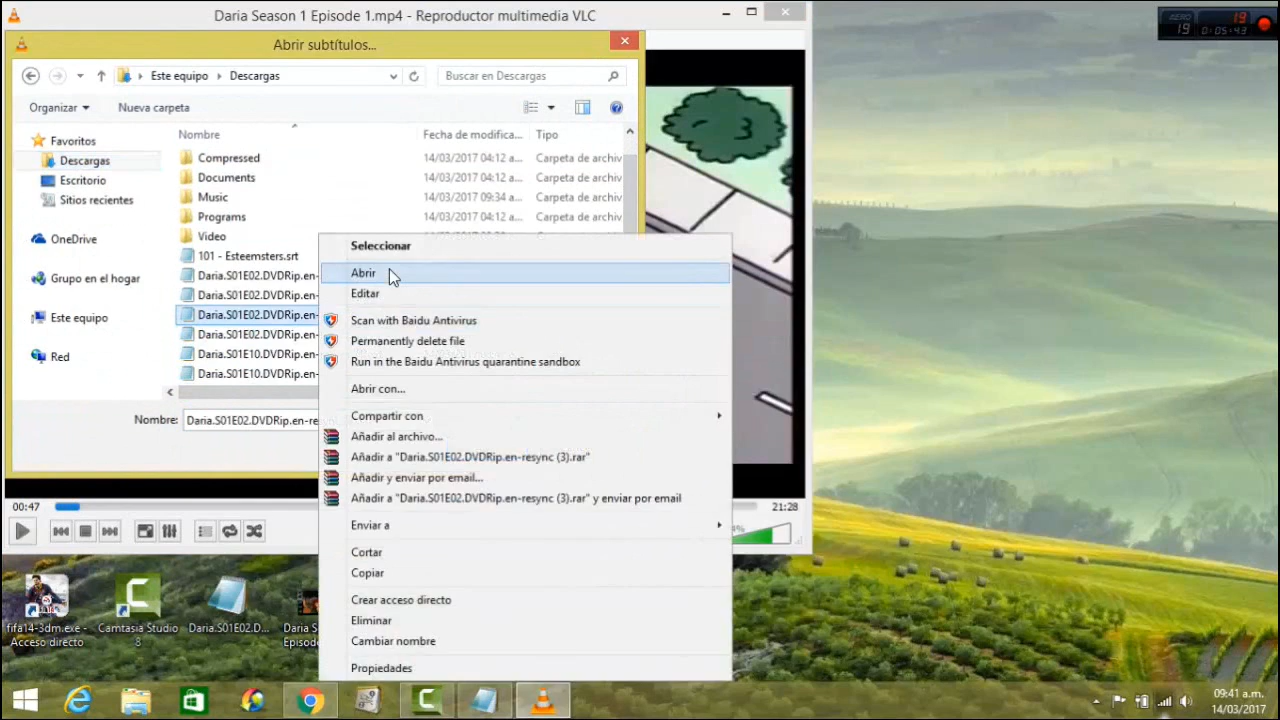 Daria Season 1 Episode 1.mp4 - Reproductor multimedia VLC
Abrir subtítulos...
Este equipo
Descargas
Buscar en Descargas
Organizar
Nueva carpeta
Favoritos
Descargas
Escritorio
Sitios recientes
OneDrive
Grupo en el hogar
Este equipo
Red
Nombre
Fecha de modifica...
Tipo
Compressed
14/03/2017 04:12 a...
Carpeta de archiv
Documents
14/03/2017 04:12 a...
Carpeta de archiv
Music
14/03/2017 09:34 a...
Carpeta de archiv
Programs
14/03/2017 04:12 a...
Carpeta de archiv
Video
101 - Esteemsters.srt
Daria.S01E02.DVDRip.en-
Daria.S01E02.DVDRip.en-
Daria.S01E02.DVDRip.en-
Daria.S01E02.DVDRip.en-
Daria.S01E10.DVDRip.en-
Daria.S01E10.DVDRip.en-
Nombre:
Daria.S01E02.DVDRip.en-re
Seleccionar
Abrir
Editar
Scan with Baidu Antivirus
Permanently delete file
Run in the Baidu Antivirus quarantine sandbox
Abrir con...
Compartir con
Añadir al archivo...
Añadir a "Daria.S01E02.DVDRip.en-resync (3).rar"
Añadir y enviar por email...
Añadir a "Daria.S01E02.DVDRip.en-resync (3).rar" y enviar por email
Enviar a
Cortar
Copiar
Crear acceso directo
Eliminar
Cambiar nombre
Propiedades
00:47
21:28
fifa14-3dm.exe -
Acceso directo
Camtasia Studio
8
Daria.S01E02.D...
Daria S
Episode
19
19
0:05:43
09:41 a.m.
14/03/2017